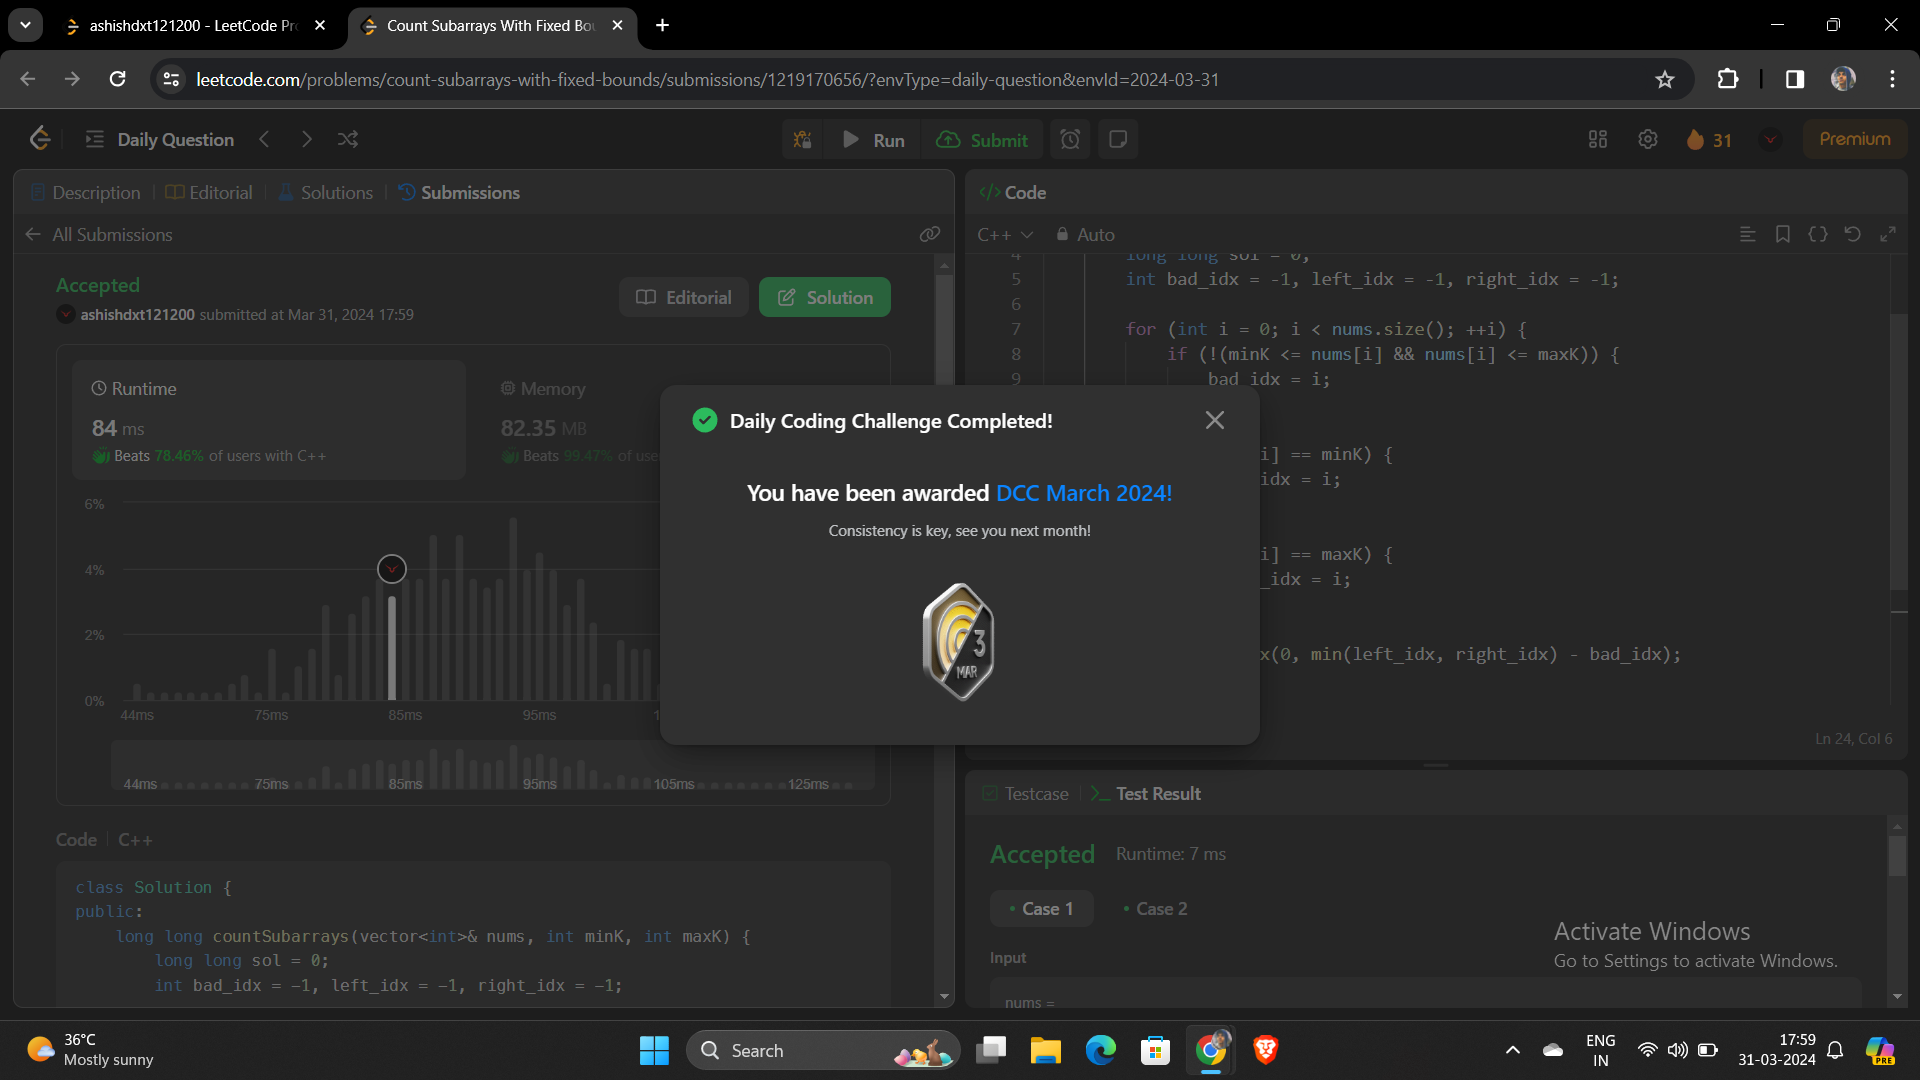 ashishdxt121200 - LeetCode Pr
Count Subarrays With Fixed Bo
leetcode.com/problems/count-subarrays-with-fixed-bounds/submissions/1219170656/?envType=daily-question&envId=2024-03-31
Daily Question
Run
Submit
31
Premium
Description
Editorial
Solutions
Submissions
All Submissions
Accepted
ashishdxt121200 submitted at Mar 31, 2024 17:59
Editorial
Solution
Runtime
84 ms
Beats 78.46% of users with C++
Memory
82.35 MB
Beats 99.47% of use
6%
4%
2%
0%
44ms 75ms 85ms 95ms 1
44ms 75ms 85ms 95ms 105ms 125ms
Code C++
class Solution {
public:
long long countSubarrays(vector<int>& nums, int minK, int maxK) {
long long sol = 0;
int bad_idx = -1, left_idx = -1, right_idx = -1;
Daily Coding Challenge Completed!
You have been awarded DCC March 2024!
Consistency is key, see you next month!
3
MAR
</> Code
C++ Auto
4 long long sol = 0;
5 int bad_idx = -1, left_idx = -1, right_idx = -1;
6
7 for (int i = 0; i < nums.size(); ++i) {
8 if (!(minK <= nums[i] && nums[i] <= maxK)) {
9 bad_idx = i;
i] == minK) {
idx = i;
i] == maxK) {
_idx = i;
x(0, min(left_idx, right_idx) - bad_idx);
Ln 24, Col 6
Testcase
Test Result
Accepted Runtime: 7 ms
Case 1 Case 2
Input
nums =
Activate Windows
Go to Settings to activate Windows.
36°C
Mostly sunny
Search
ENG
IN
17:59
31-03-2024
PRE